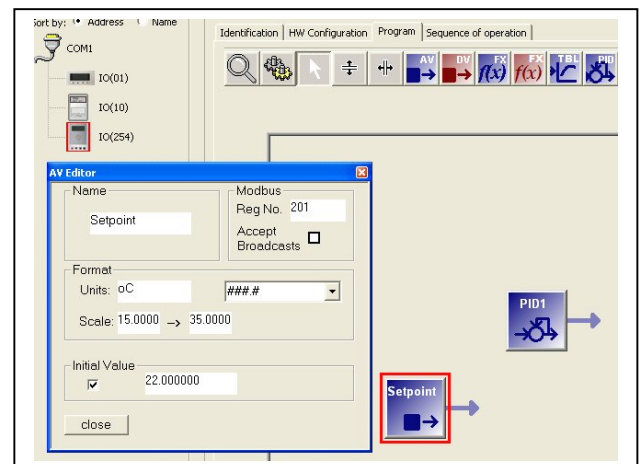 Sort by: Address Name
COM1
IO(01)
IO(10)
IO(254)
Identification HW Configuration Program Sequence of operation
AV DV FX FX TBL PID
f(x) f(x)
AV Editor
Name
Setpoint
Modbus
Reg No. 201
Accept
Broadcasts
Format
Units: oC ###.#
Scale: 15.0000 --> 35.0000
Initial Value
22.000000
close
PID1
Setpoint